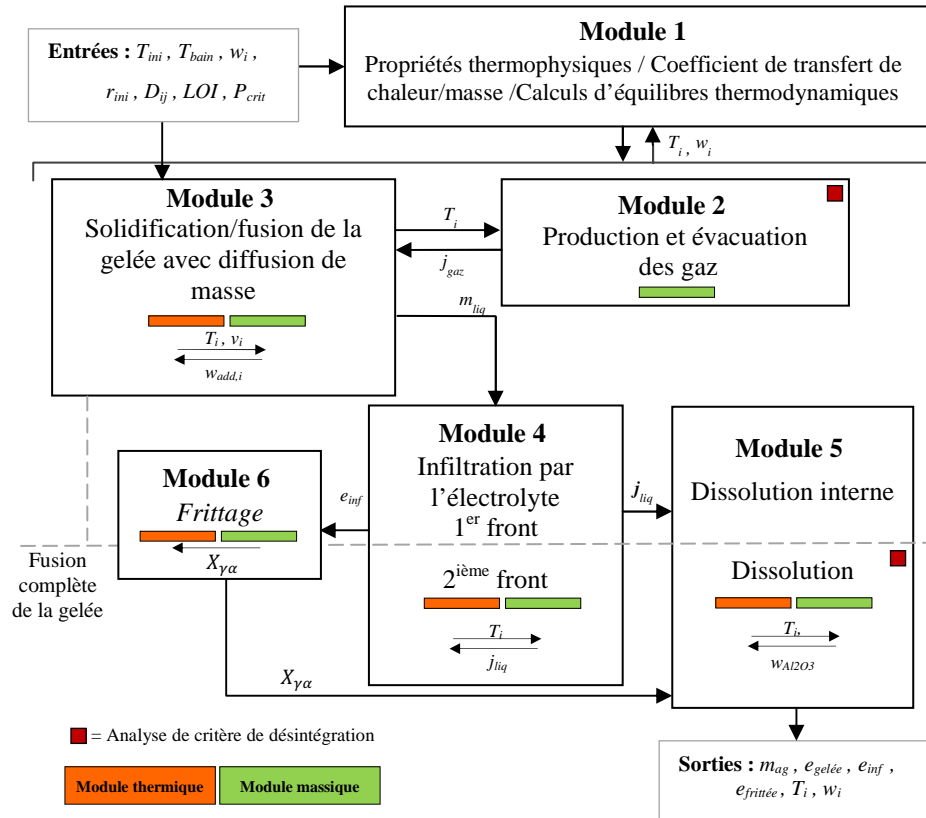 Entrées : T_ini , T_bain , w_i ,
r_ini , D_ij , LOI , P_crit
Module 1
Propriétés thermophysiques / Coefficient de transfert de
chaleur/masse /Calculs d'équilibres thermodynamiques
T_i , w_i
Module 3
Solidification/fusion de la
gelée avec diffusion de
masse
T_i , v_i
w_add,i
T_i
j_gaz
m_liq
Module 2
Production et évacuation
des gaz
Module 4
Infiltration par
l'électrolyte
1er front
2ième front
T_i
j_liq
e_inf
j_liq
Module 5
Dissolution interne
Dissolution
T_i,
w_Al2O3
Module 6
Frittage
X_γα
Fusion
complète
de la gelée
X_γα
= Analyse de critère de désintégration
Module thermique
Module massique
Sorties : m_ag , e_gelée , e_inf ,
e_frittée , T_i , w_i